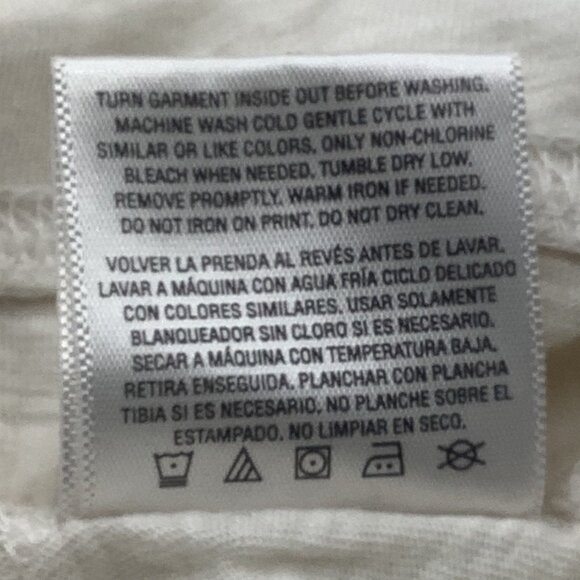 TURN GARMENT INSIDE OUT BEFORE WASHING.
MACHINE WASH COLD GENTLE CYCLE WITH
SIMILAR OR LIKE COLORS. ONLY NON-CHLORINE
BLEACH WHEN NEEDED. TUMBLE DRY LOW.
REMOVE PROMPTLY. WARM IRON IF NEEDED.
DO NOT IRON ON PRINT. DO NOT DRY CLEAN.
VOLVER LA PRENDA AL REVÉS ANTES DE LAVAR.
LAVAR A MÁQUINA CON AGUA FRÍA CICLO DELICADO
CON COLORES SIMILARES. USAR SOLAMENTE
BLANQUEADOR SIN CLORO SI ES NECESARIO.
SECAR A MÁQUINA CON TEMPERATURA BAJA.
RETIRA ENSEGUIDA. PLANCHAR CON PLANCHA
TIBIA SI ES NECESARIO. NO PLANCHE SOBRE EL
ESTAMPADO. NO LIMPIAR EN SECO.